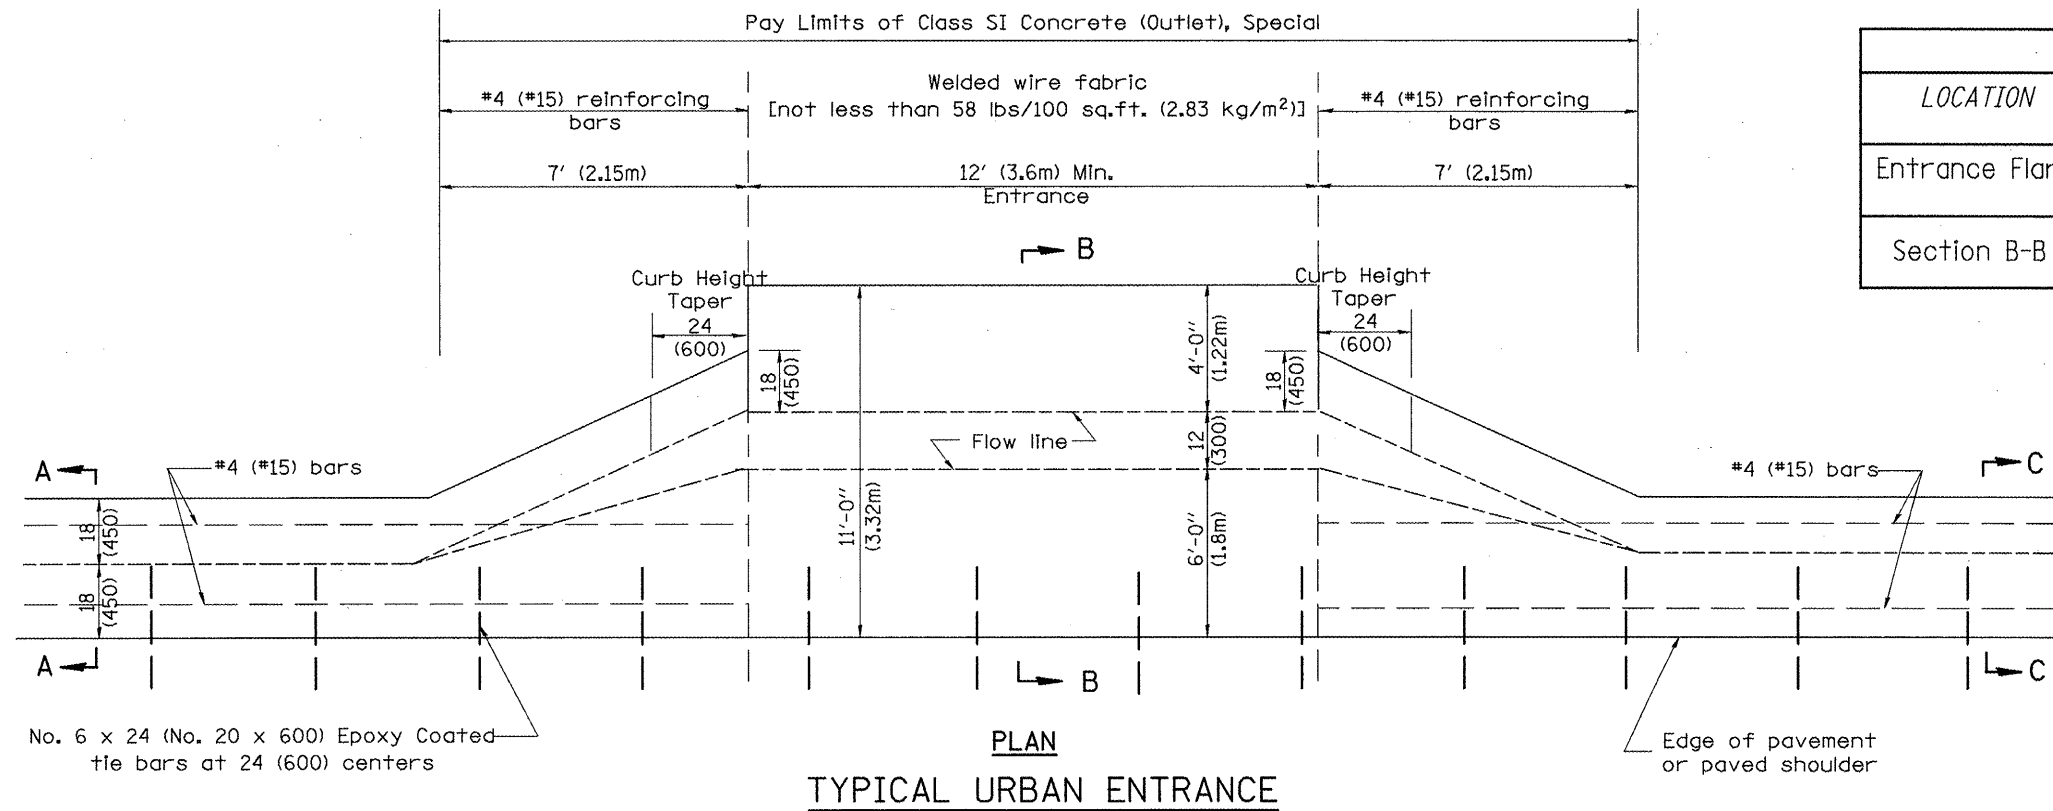 Pay Limits of Class SI Concrete (Outlet), Special
#4 (#15) reinforcing
bars
Welded wire fabric
[not less than 58 lbs/100 sq.ft. (2.83 kg/m²)]
#4 (#15) reinforcing
bars
LOCATION
7' (2.15m)
12' (3.6m) Min.
Entrance
7' (2.15m)
Section B-B
B
Curb Height
Taper
24
(600)
Curb Height
Taper
24
(600)
18
(450)
4'-0"
(1.22m)
18
(450)
Flow line
12
(300)
A
#4 (#15) bars
#4 (#15) bars
C
18
(450)
11'-0"
(3.32m)
6'-0"
(1.8m)
18
(450)
A
B
C
No. 6 x 24 (No. 20 x 600) Epoxy Coated
tie bars at 24 (600) centers
PLAN
Edge of pavement
or paved shoulder
TYPICAL URBAN ENTRANCE
Entrance